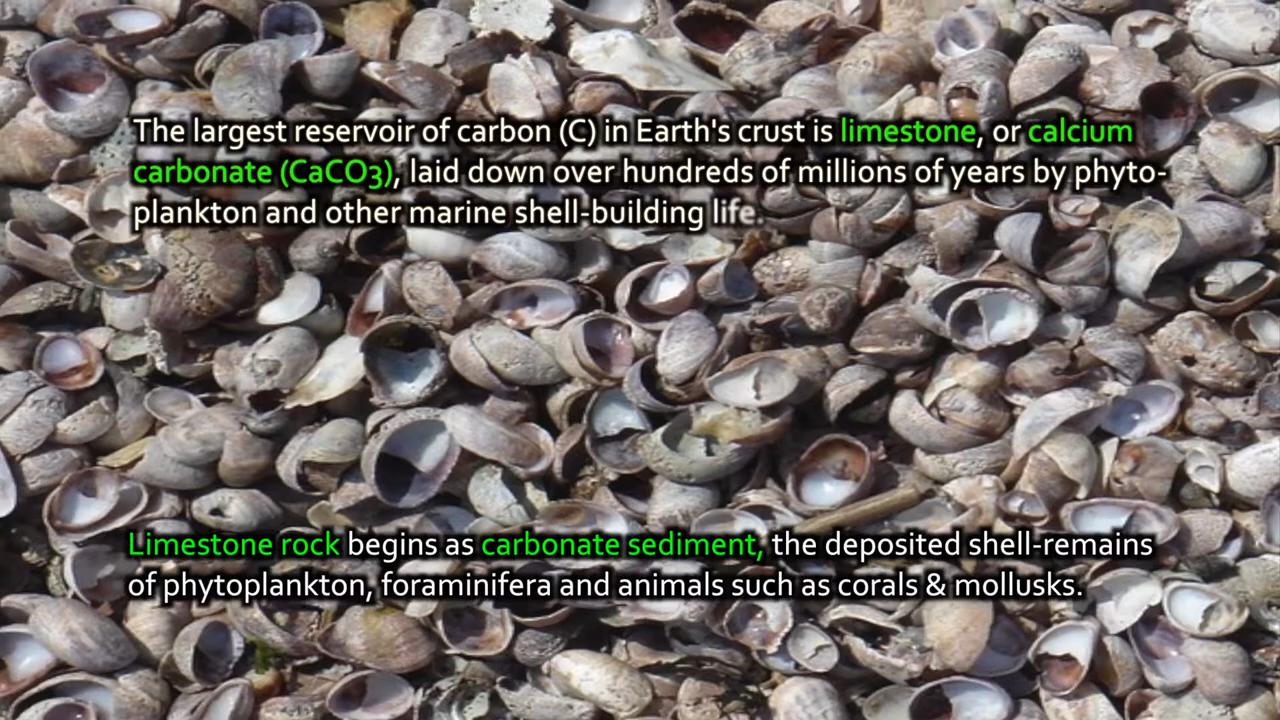 The largest reservoir of carbon (C) in Earth's crust is limestone, or calcium
carbonate (CaCO3), laid down over hundreds of millions of years by phyto-
plankton and other marine shell-building life.
Limestone rock begins as carbonate sediment, the deposited shell-remains
of phytoplankton, foraminifera and animals such as corals & mollusks.